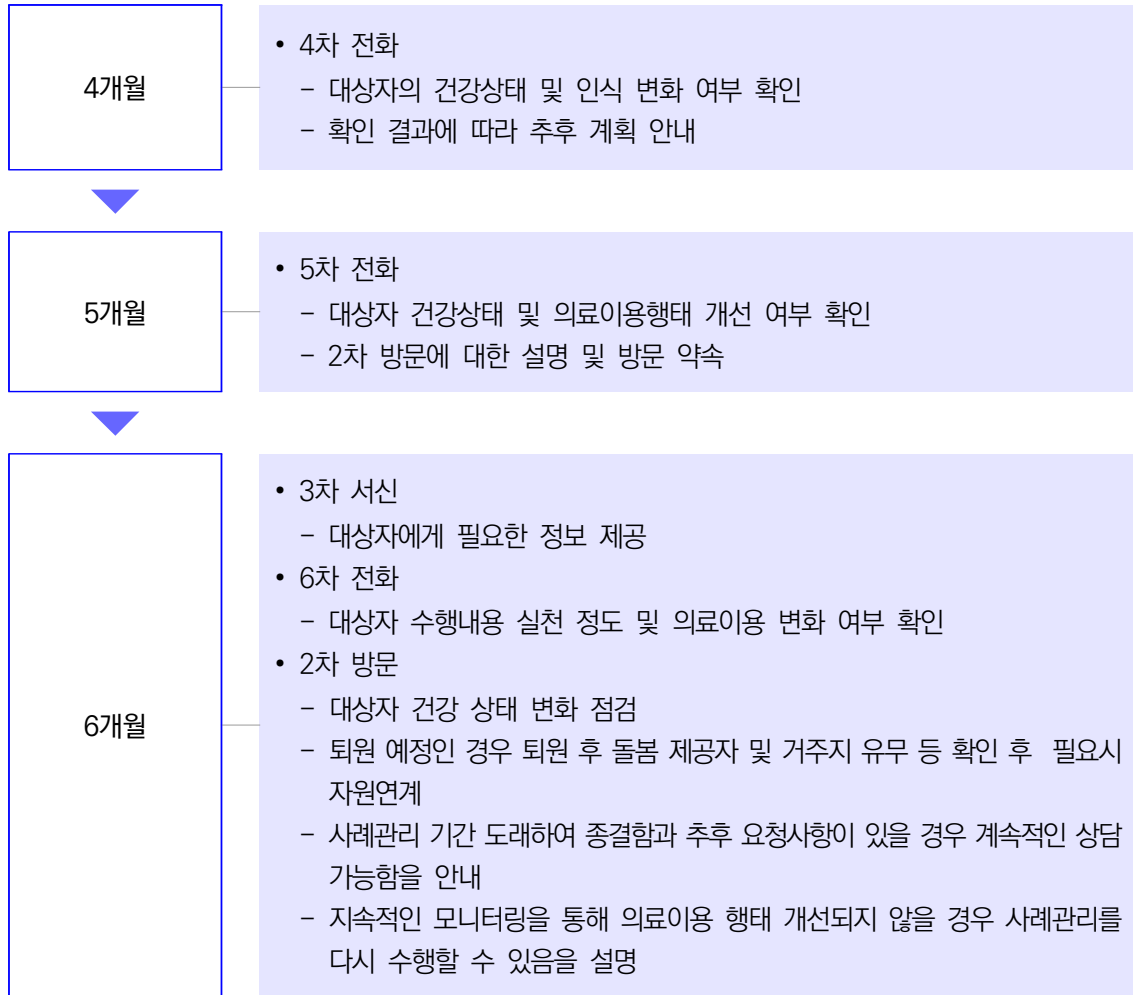 4개월
• 4차 전화
– 대상자의 건강상태 및 인식 변화 여부 확인
– 확인 결과에 따라 추후 계획 안내
5개월
• 5차 전화
– 대상자 건강상태 및 의료이용행태 개선 여부 확인
– 2차 방문에 대한 설명 및 방문 약속
6개월
• 3차 서신
– 대상자에게 필요한 정보 제공
• 6차 전화
– 대상자 수행내용 실천 정도 및 의료이용 변화 여부 확인
• 2차 방문
– 대상자 건강 상태 변화 점검
– 퇴원 예정인 경우 퇴원 후 돌봄 제공자 및 거주지 유무 등 확인 후 필요시
자원연계
– 사례관리 기간 도래하여 종결함과 추후 요청사항이 있을 경우 계속적인 상담
가능함을 안내
– 지속적인 모니터링을 통해 의료이용 행태 개선되지 않을 경우 사례관리를
다시 수행할 수 있음을 설명